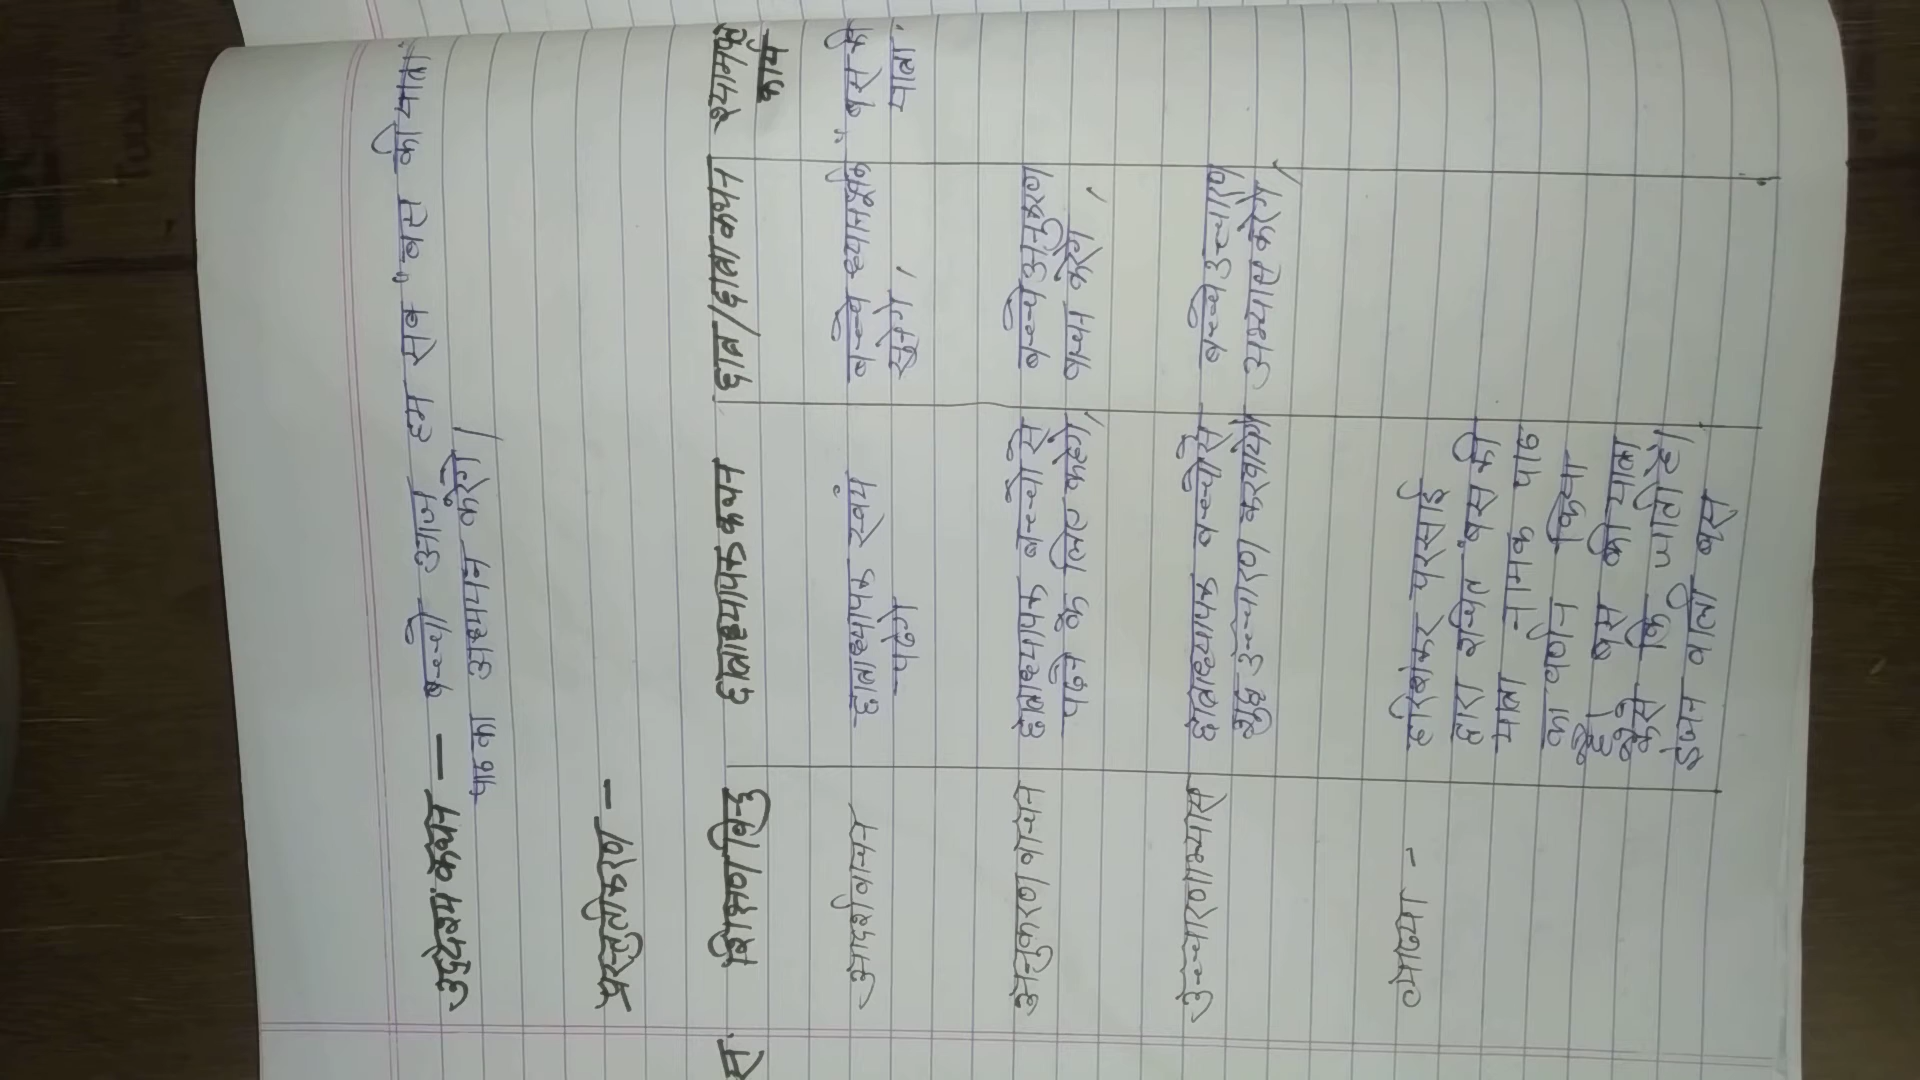 उद्देश्य कथन — बच्चो आज हम सब "बस की यात्रा"
पाठ का अध्ययन करेंगे।
प्रस्तुतिकरण -
स. शिक्षण बिंदु छात्राध्यापक कथन छात्र/छात्रा कथन श्यामपट्ट कार्य
आदर्शवाचन छात्राध्यापक स्वयं बच्चे ध्यानपूर्वक "बस की
पढेंगे सुनेंगे, यात्रा"
अनुकरण वाचन छात्राध्यापक बच्चों से बच्चे अनुकरण
पढने के लिए कहेंगे, वाचन करेंगे,
उच्चारणाभ्यास छात्राध्यापक बच्चों से बच्चे उच्चारण
शुद्ध उच्चारण करवायेंगे अभ्यास करेंगे,
व्याख्या - हरिशंकर परसाई
द्वारा रचित "बस की
यात्रा नामक पाठ
का वर्णन किया
है। बस की यात्रा
कैसे कि जाती है।
इंजन वाला बस